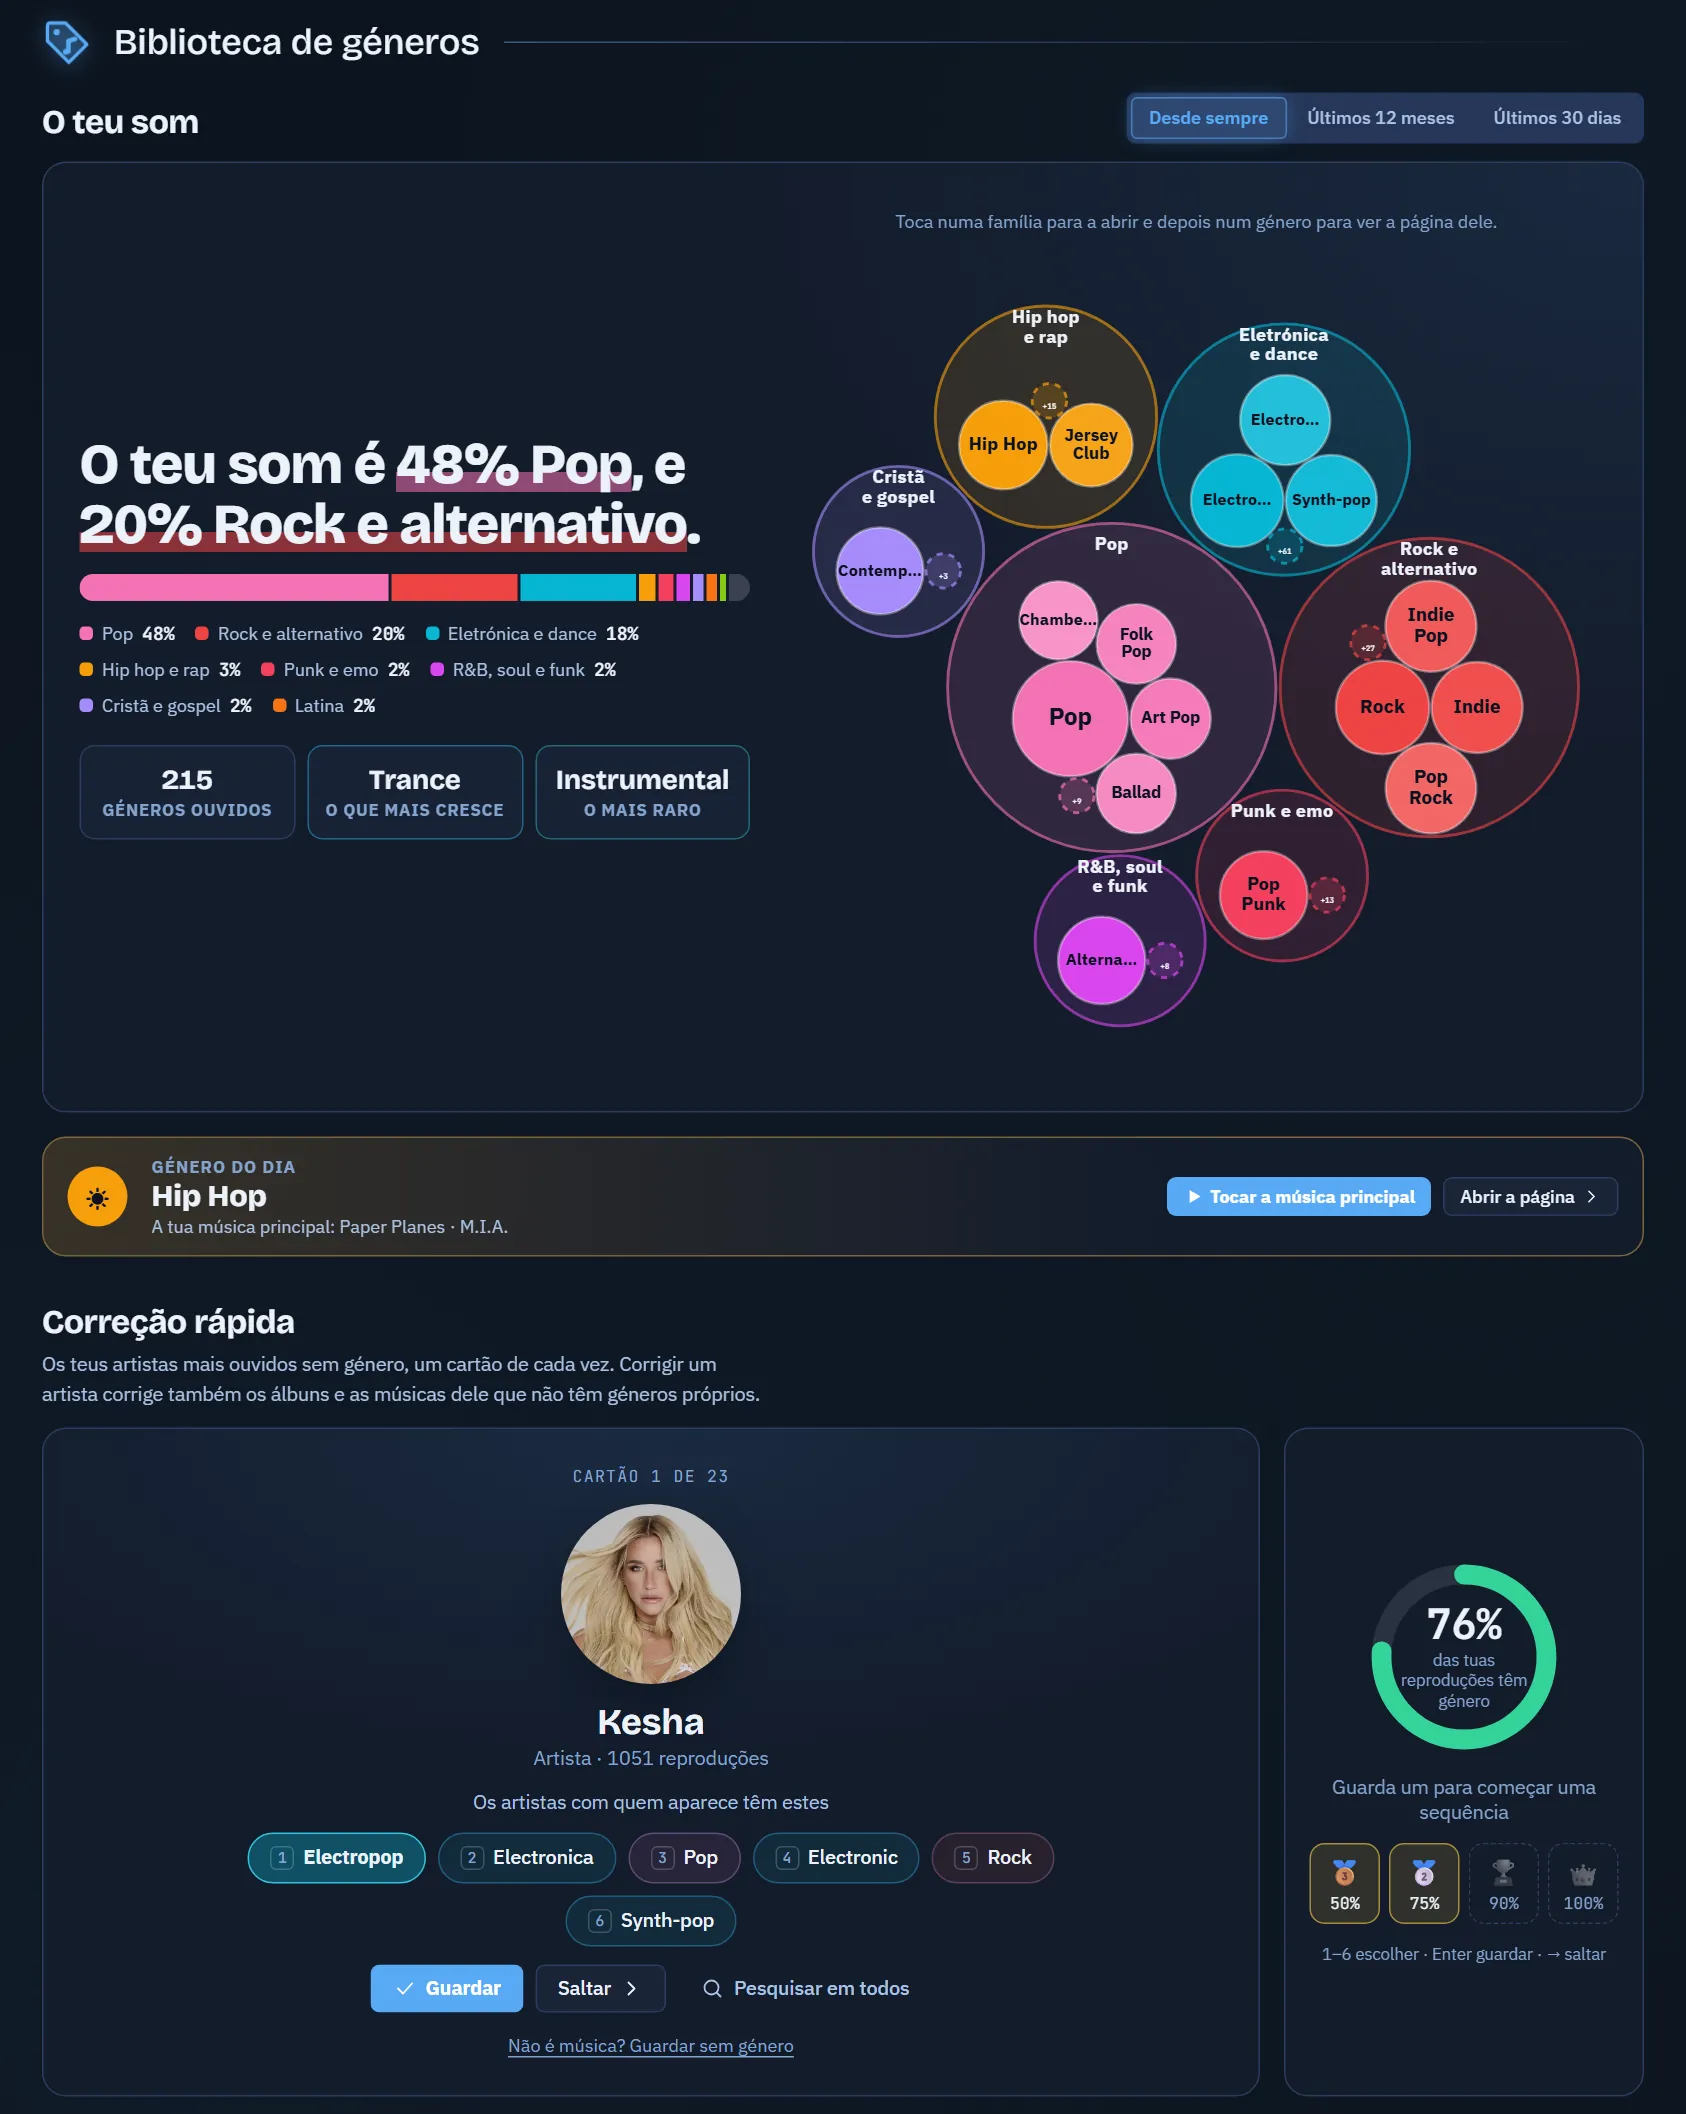 Biblioteca de géneros
O teu som
Desde sempre
Últimos 12 meses
Últimos 30 dias
Toca numa família para a abrir e depois num género para ver a página dele.
O teu som é 48% Pop, e
20% Rock e alternativo.
Pop 48%
Rock e alternativo 20%
Eletrónica e dance 18%
Hip hop e rap 3%
Punk e emo 2%
R&B, soul e funk 2%
Cristã e gospel 2%
Latina 2%
215
GÉNEROS OUVIDOS
Trance
O QUE MAIS CRESCE
Instrumental
O MAIS RARO
Hip hop
e rap
+15
Hip Hop
Jersey
Club
Eletrónica
e dance
Electro...
Electro...
Synth-pop
+61
Cristã
e gospel
Contemp...
+3
Pop
Chambe...
Folk
Pop
Pop
Art Pop
Ballad
+9
Rock e
alternativo
Indie
Pop
+27
Rock
Indie
Pop
Rock
Punk e emo
Pop
Punk
+13
R&B, soul
e funk
Alterna...
+8
GÉNERO DO DIA
Hip Hop
A tua música principal: Paper Planes · M.I.A.
Tocar a música principal
Abrir a página
Correção rápida
Os teus artistas mais ouvidos sem género, um cartão de cada vez. Corrigir um
artista corrige também os álbuns e as músicas dele que não têm géneros próprios.
CARTÃO 1 DE 23
Kesha
Artista · 1051 reproduções
Os artistas com quem aparece têm estes
1 Electropop
2 Electronica
3 Pop
4 Electronic
5 Rock
6 Synth-pop
Guardar
Saltar
Pesquisar em todos
Não é música? Guardar sem género
76%
das tuas
reproduções têm
género
Guarda um para começar uma
sequência
3
50%
2
75%
90%
100%
1–6 escolher · Enter guardar · → saltar